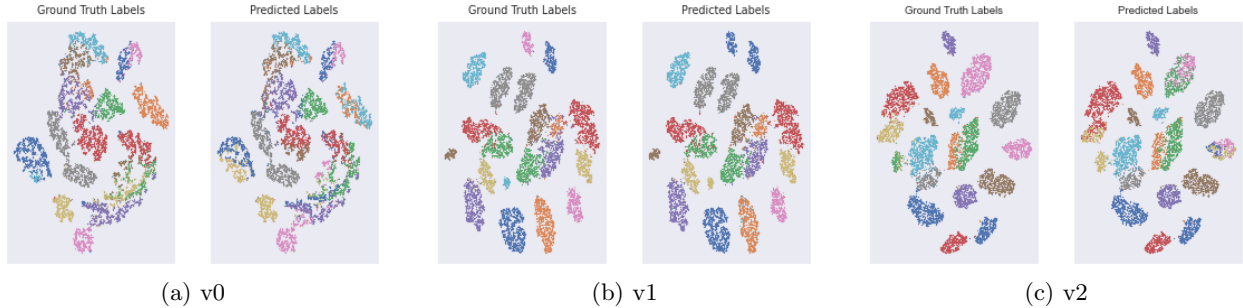 Ground Truth Labels Predicted Labels Ground Truth Labels Predicted Labels Ground Truth Labels Predicted Labels
(a) v0 (b) v1 (c) v2